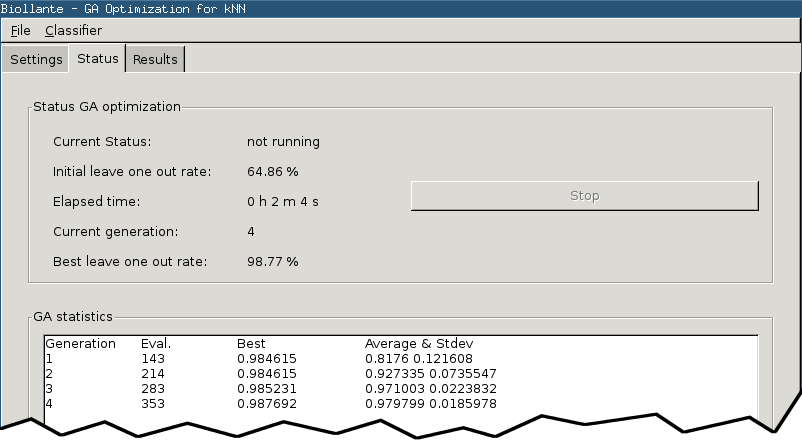 Biollante - GA Optimization for kNN
File Classifier
Settings Status Results
Status GA optimization
Current Status: not running
Initial leave one out rate: 64.86 %
Elapsed time: 0 h 2 m 4 s
Stop
Current generation: 4
Best leave one out rate: 98.77 %
GA statistics
Generation Eval. Best Average & Stdev
1 143 0.984615 0.8176 0.121608
2 214 0.984615 0.927335 0.0735547
3 283 0.985231 0.971003 0.0223832
4 353 0.987692 0.979799 0.0185978